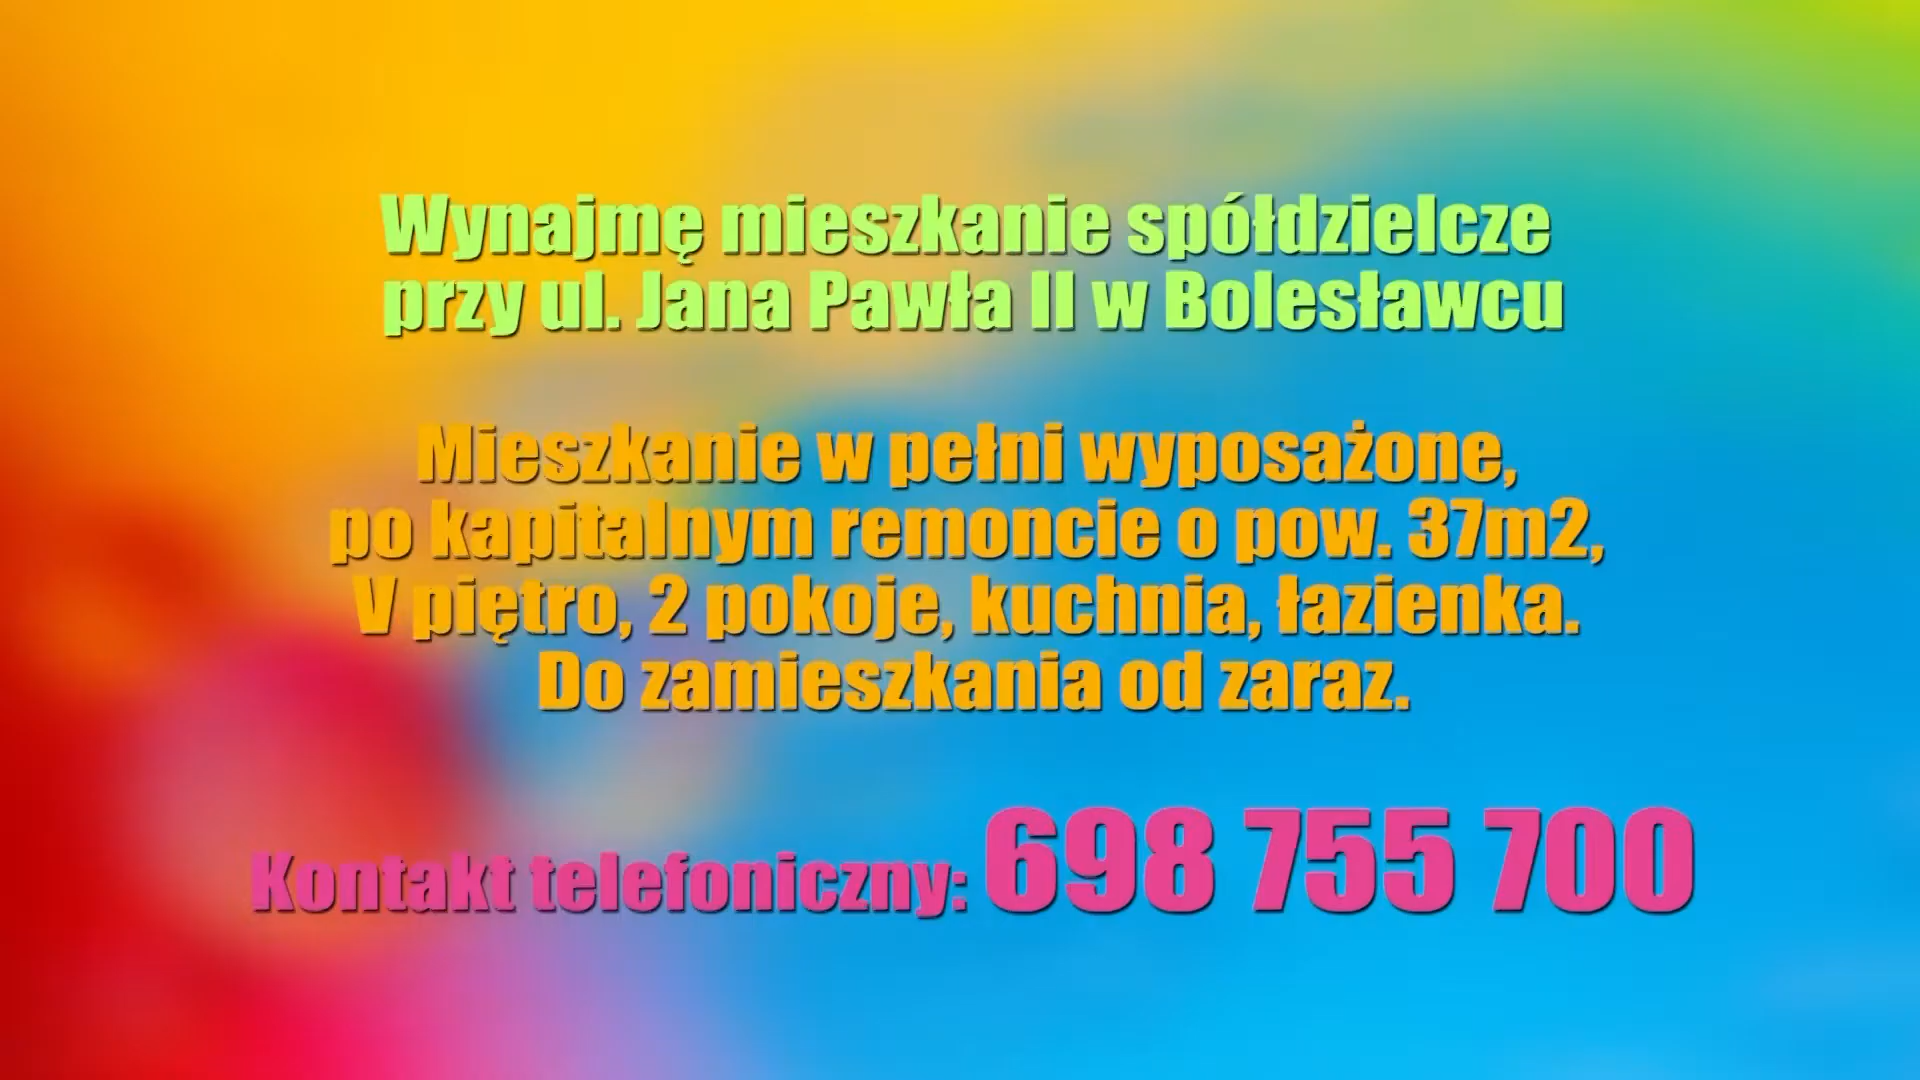 Wynajmę mieszkanie spółdzielcze
przy ul. Jana Pawła II w Bolesławcu
Mieszkanie w pełni wyposażone,
po kapitalnym remoncie o pow. 37m2,
V piętro, 2 pokoje, kuchnia, łazienka.
Do zamieszkania od zaraz.
Kontakt telefoniczny: 698 755 700